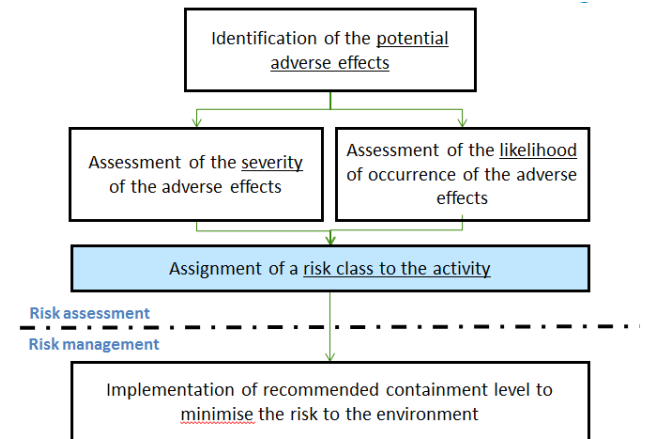 Identification of the potential
adverse effects
Assessment of the severity
of the adverse effects
Assessment of the likelihood
of occurrence of the adverse
effects
Assignment of a risk class to the activity
Risk assessment
Risk management
Implementation of recommended containment level to
minimise the risk to the environment